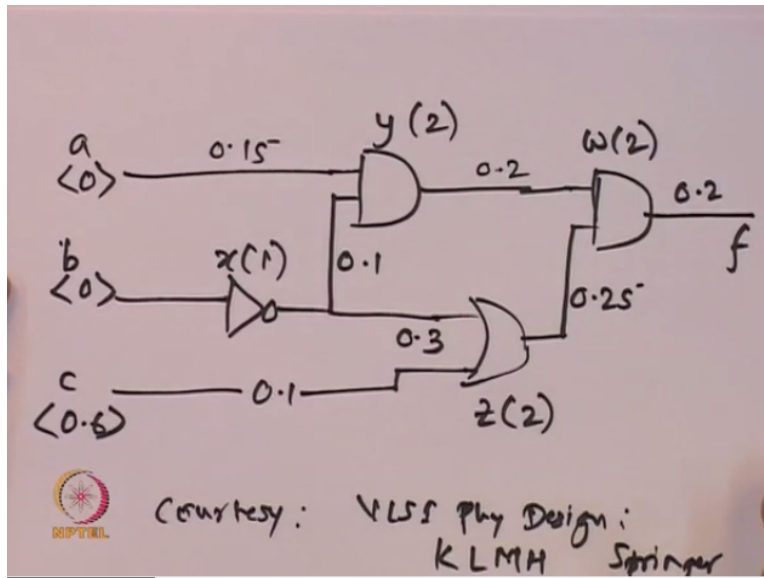 a
<0>
0.15
y (2)
0.2
w(2)
0.2
f
b
<0>
x(1)
0.1
0.3
0.25
c
<0.6>
0.1
z(2)
NPTEL
Courtesy: VLSI Phy Design:
KLMH Springer